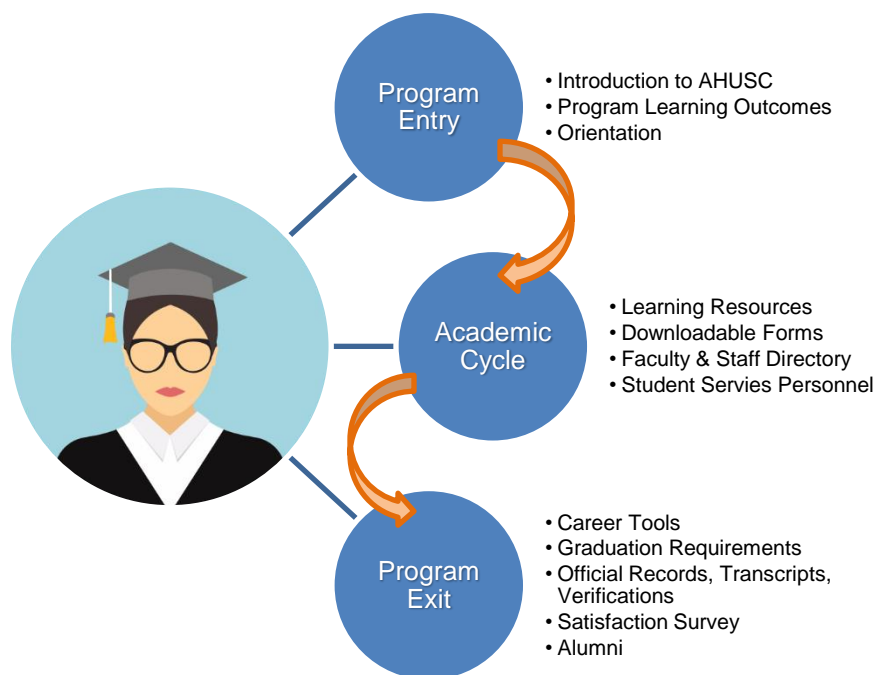 Program
Entry
• Introduction to AHUSC
• Program Learning Outcomes
• Orientation
Academic
Cycle
• Learning Resources
• Downloadable Forms
• Faculty & Staff Directory
• Student Servies Personnel
Program
Exit
• Career Tools
• Graduation Requirements
• Official Records, Transcripts,
Verifications
• Satisfaction Survey
• Alumni